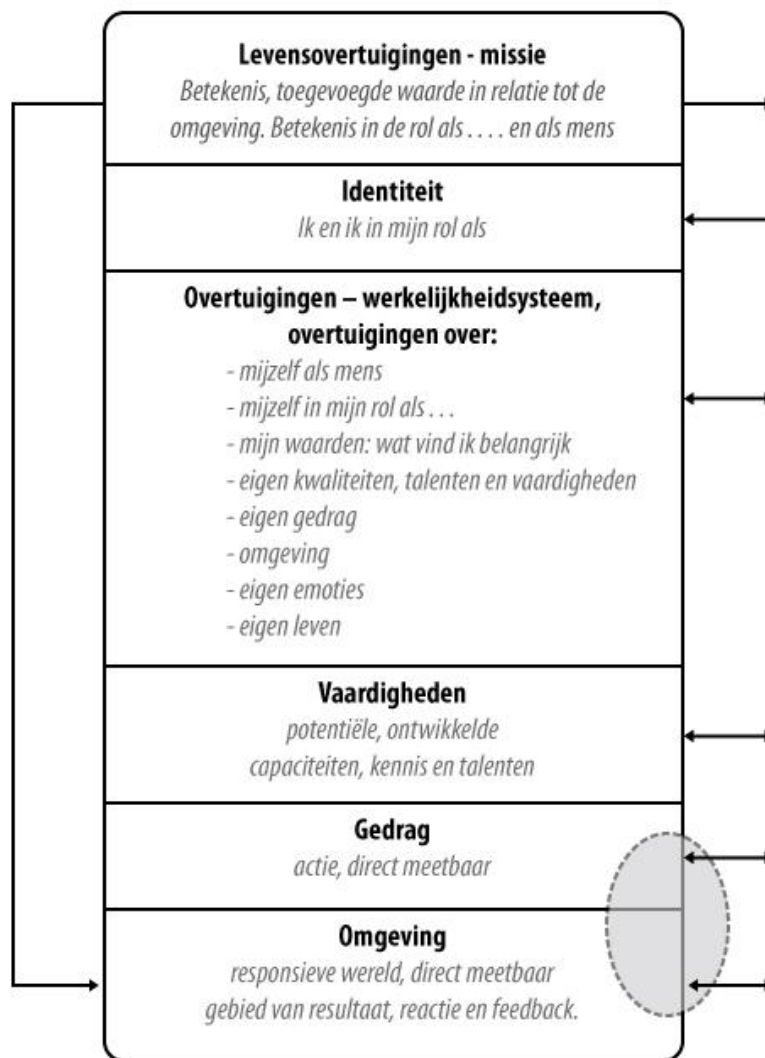 Levensovertuigingen - missie
Betekenis, toegevoegde waarde in relatie tot de
omgeving. Betekenis in de rol als . . . . en als mens
Identiteit
Ik en ik in mijn rol als
Overtuigingen – werkelijkheidsysteem,
overtuigingen over:
- mijzelf als mens
- mijzelf in mijn rol als . . .
- mijn waarden: wat vind ik belangrijk
- eigen kwaliteiten, talenten en vaardigheden
- eigen gedrag
- omgeving
- eigen emoties
- eigen leven
Vaardigheden
potentiële, ontwikkelde
capaciteiten, kennis en talenten
Gedrag
actie, direct meetbaar
Omgeving
responsieve wereld, direct meetbaar
gebied van resultaat, reactie en feedback.